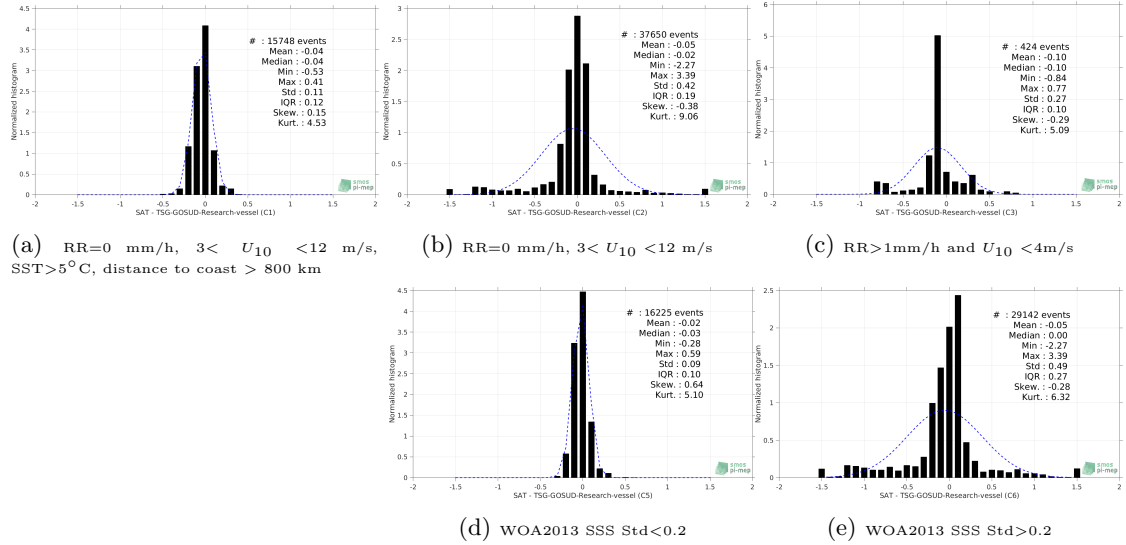 4.5
4
3.5
3
2.5
2
1.5
1
0.5
0
-2 -1.5 -1 -0.5 0 0.5 1 1.5 2
Normalized histogram
SAT - TSG-GOSUD-Research-vessel (C1)
# : 15748 events
Mean : -0.04
Median : -0.04
Min : -0.53
Max : 0.41
Std : 0.11
IQR : 0.12
Skew. : 0.15
Kurt. : 4.53
smos
pi-mep
3
2.5
2
1.5
1
0.5
0
-2 -1.5 -1 -0.5 0 0.5 1 1.5 2
Normalized histogram
SAT - TSG-GOSUD-Research-vessel (C2)
# : 37650 events
Mean : -0.05
Median : -0.02
Min : -2.27
Max : 3.39
Std : 0.42
IQR : 0.19
Skew. : -0.38
Kurt. : 9.06
smos
pi-mep
6
5
4
3
2
1
0
-2 -1.5 -1 -0.5 0 0.5 1 1.5 2
Normalized histogram
SAT - TSG-GOSUD-Research-vessel (C3)
# : 424 events
Mean : -0.10
Median : -0.10
Min : -0.84
Max : 0.77
Std : 0.27
IQR : 0.10
Skew. : -0.29
Kurt. : 5.09
smos
pi-mep
(a) RR=0 mm/h, 3< U10 <12 m/s,
SST>5°C, distance to coast > 800 km
(b) RR=0 mm/h, 3< U10 <12 m/s
(c) RR>1mm/h and U10 <4m/s
4.5
4
3.5
3
2.5
2
1.5
1
0.5
0
-2 -1.5 -1 -0.5 0 0.5 1 1.5 2
Normalized histogram
SAT - TSG-GOSUD-Research-vessel (C5)
# : 16225 events
Mean : -0.02
Median : -0.03
Min : -0.28
Max : 0.59
Std : 0.09
IQR : 0.10
Skew. : 0.64
Kurt. : 5.10
smos
pi-mep
2.5
2
1.5
1
0.5
0
-2 -1.5 -1 -0.5 0 0.5 1 1.5 2
Normalized histogram
SAT - TSG-GOSUD-Research-vessel (C6)
# : 29142 events
Mean : -0.05
Median : 0.00
Min : -2.27
Max : 3.39
Std : 0.49
IQR : 0.27
Skew. : -0.28
Kurt. : 6.32
smos
pi-mep
(d) WOA2013 SSS Std<0.2
(e) WOA2013 SSS Std>0.2